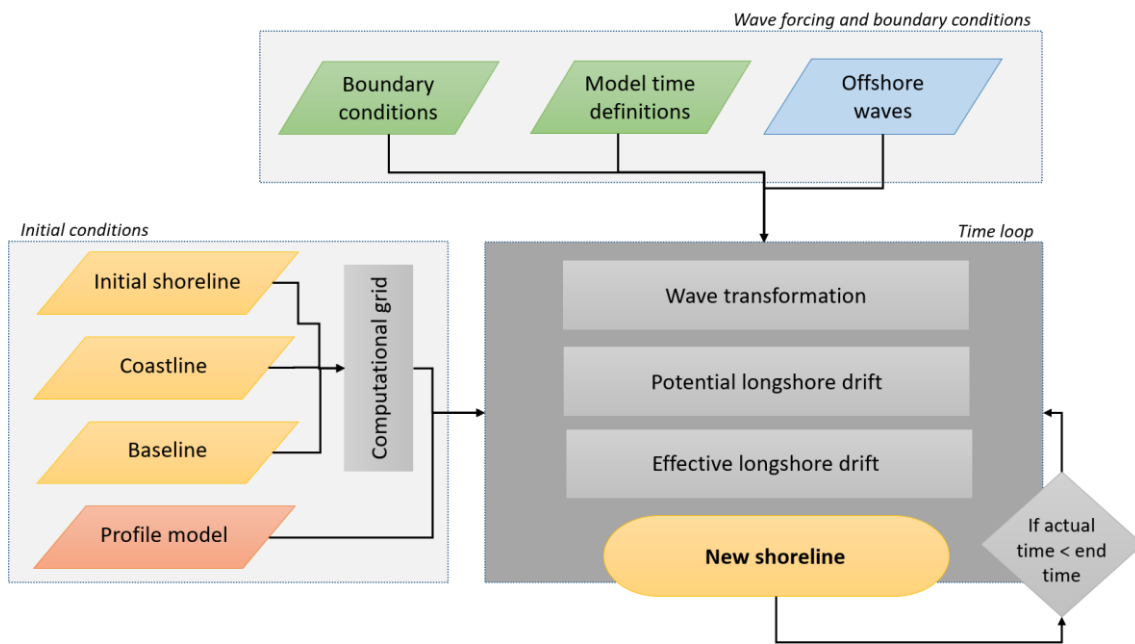 Wave forcing and boundary conditions
Boundary
conditions
Model time
definitions
Offshore
waves
Initial conditions
Initial shoreline
Coastline
Baseline
Profile model
Computational grid
Time loop
Wave transformation
Potential longshore drift
Effective longshore drift
New shoreline
If actual
time < end
time